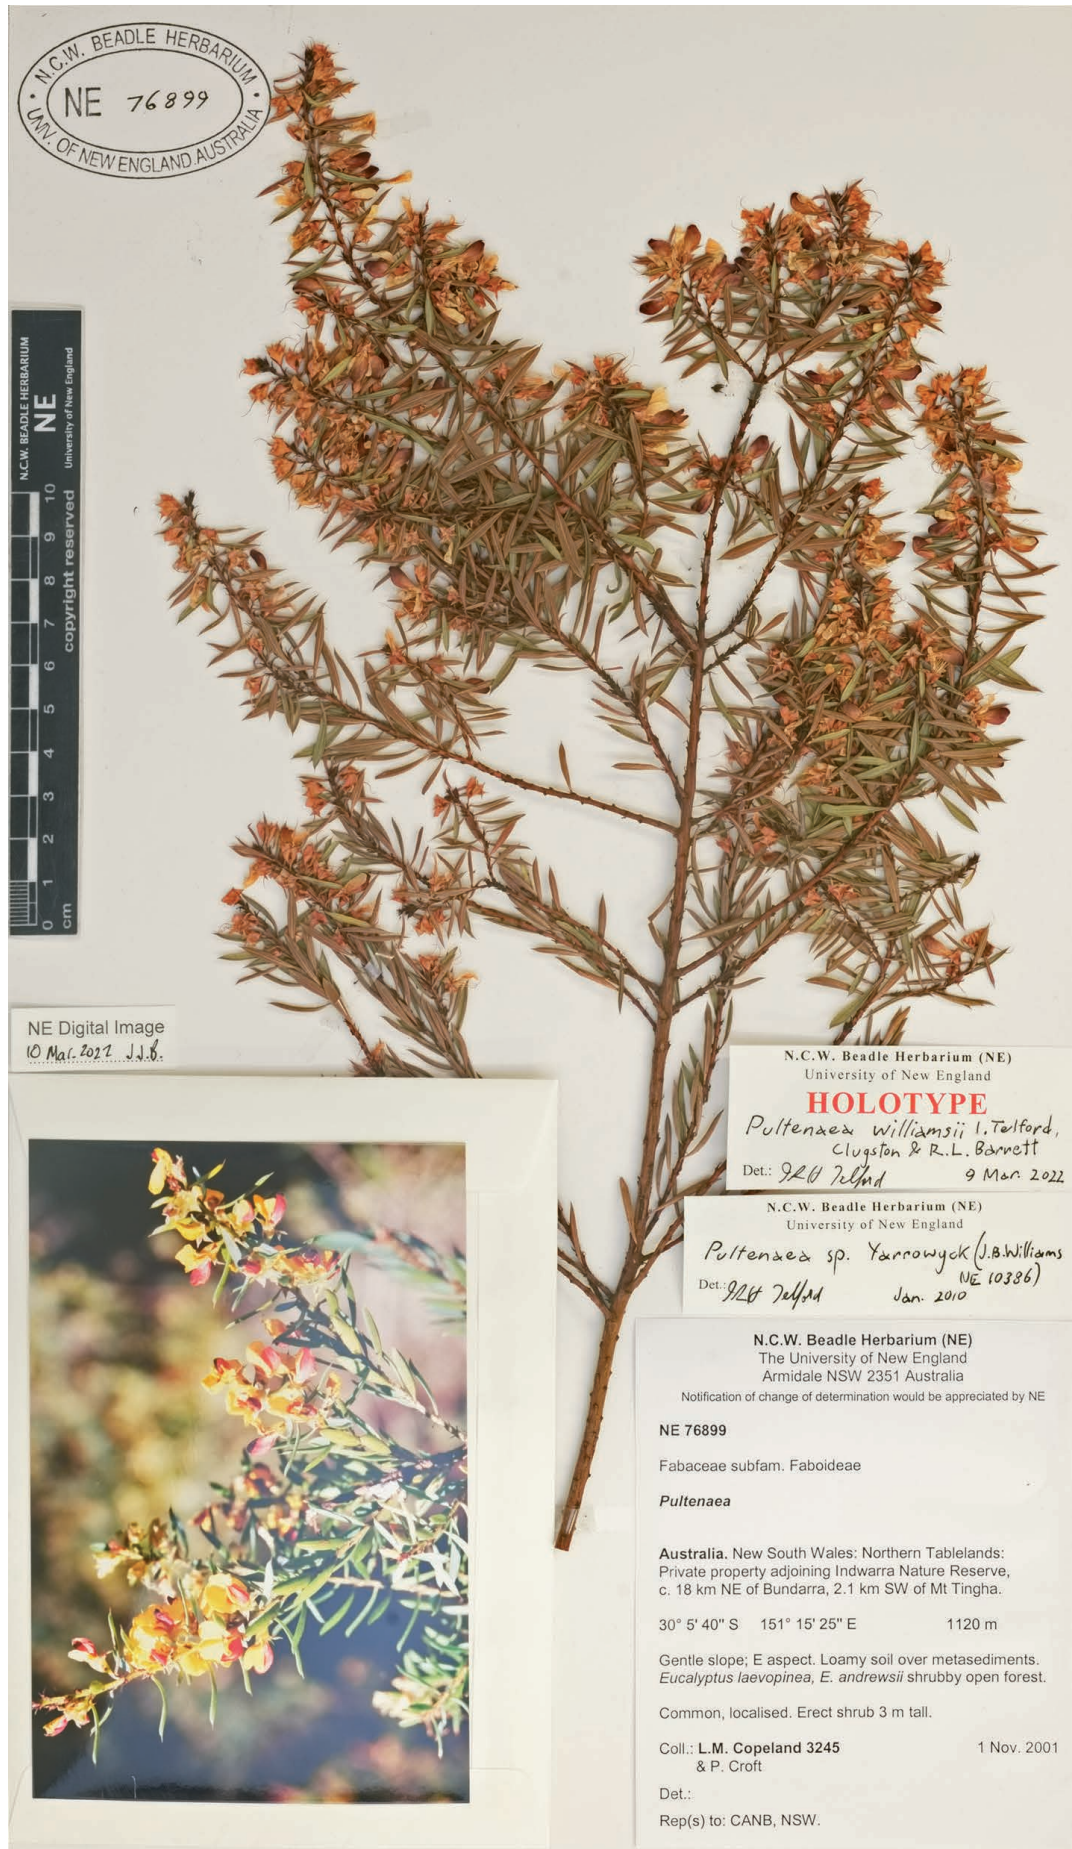 N.C.W. BEADLE HERBARIUM
NE 76899
UNIV. OF NEW ENGLAND.AUSTRALIA
N.C.W. BEADLE HERBARIUM
NE
University of New England
copyright reserved
10
9
8
7
6
5
4
3
2
1
0
cm
NE Digital Image
10 Mar. 2022 J.J.B.
N.C.W. Beadle Herbarium (NE)
University of New England
HOLOTYPE
Pultenaea williamsii I. Telford,
Clugston & R.L. Barrett
Det.: IRH Telford 9 Mar. 2022
N.C.W. Beadle Herbarium (NE)
University of New England
Pultenaea sp. Yarrowyck (J.B. Williams
NE 10386)
Det.: IRH Telford Jan. 2010
N.C.W. Beadle Herbarium (NE)
The University of New England
Armidale NSW 2351 Australia
Notification of change of determination would be appreciated by NE
NE 76899
Fabaceae subfam. Faboideae
Pultenaea
Australia. New South Wales: Northern Tablelands:
Private property adjoining Indwarra Nature Reserve,
c. 18 km NE of Bundarra, 2.1 km SW of Mt Tingha.
30° 5' 40" S 151° 15' 25" E 1120 m
Gentle slope; E aspect. Loamy soil over metasediments.
Eucalyptus laevopinea, E. andrewsii shrubby open forest.
Common, localised. Erect shrub 3 m tall.
Coll.: L.M. Copeland 3245 1 Nov. 2001
& P. Croft
Det.:
Rep(s) to: CANB, NSW.